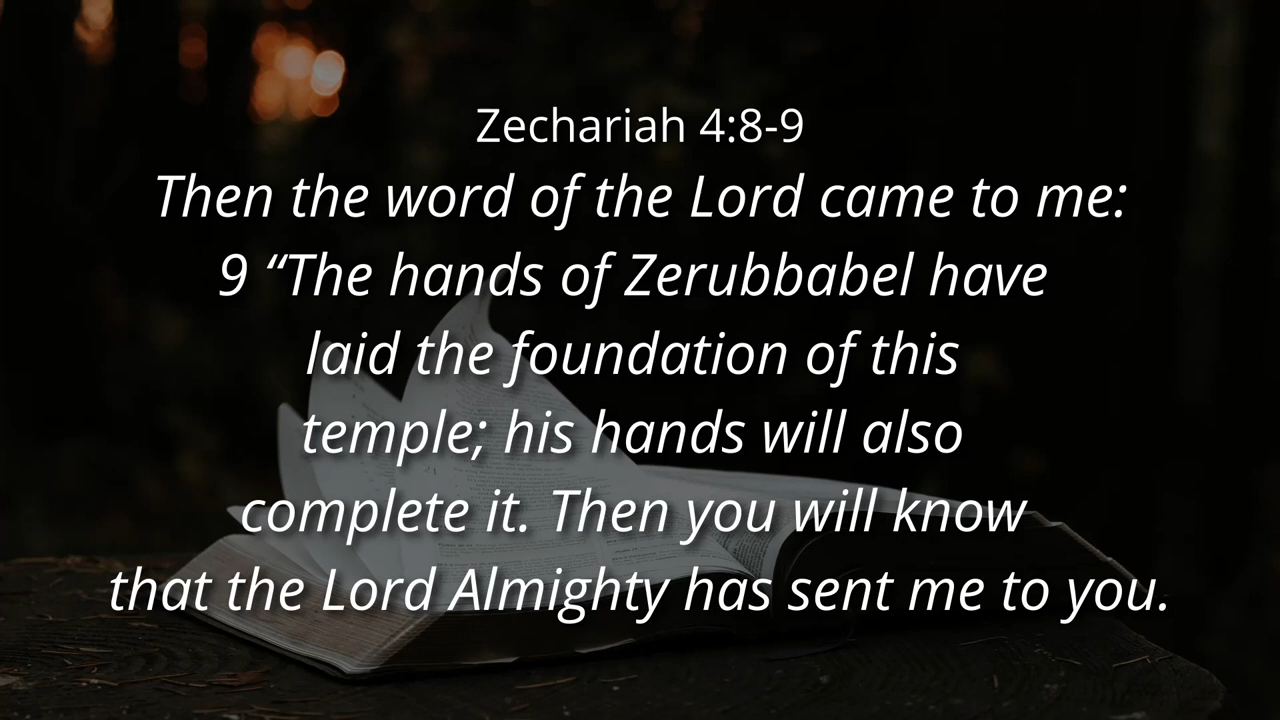 Zechariah 4:8-9
Then the word of the Lord came to me:
9 “The hands of Zerubbabel have
laid the foundation of this
temple; his hands will also
complete it. Then you will know
that the Lord Almighty has sent me to you.